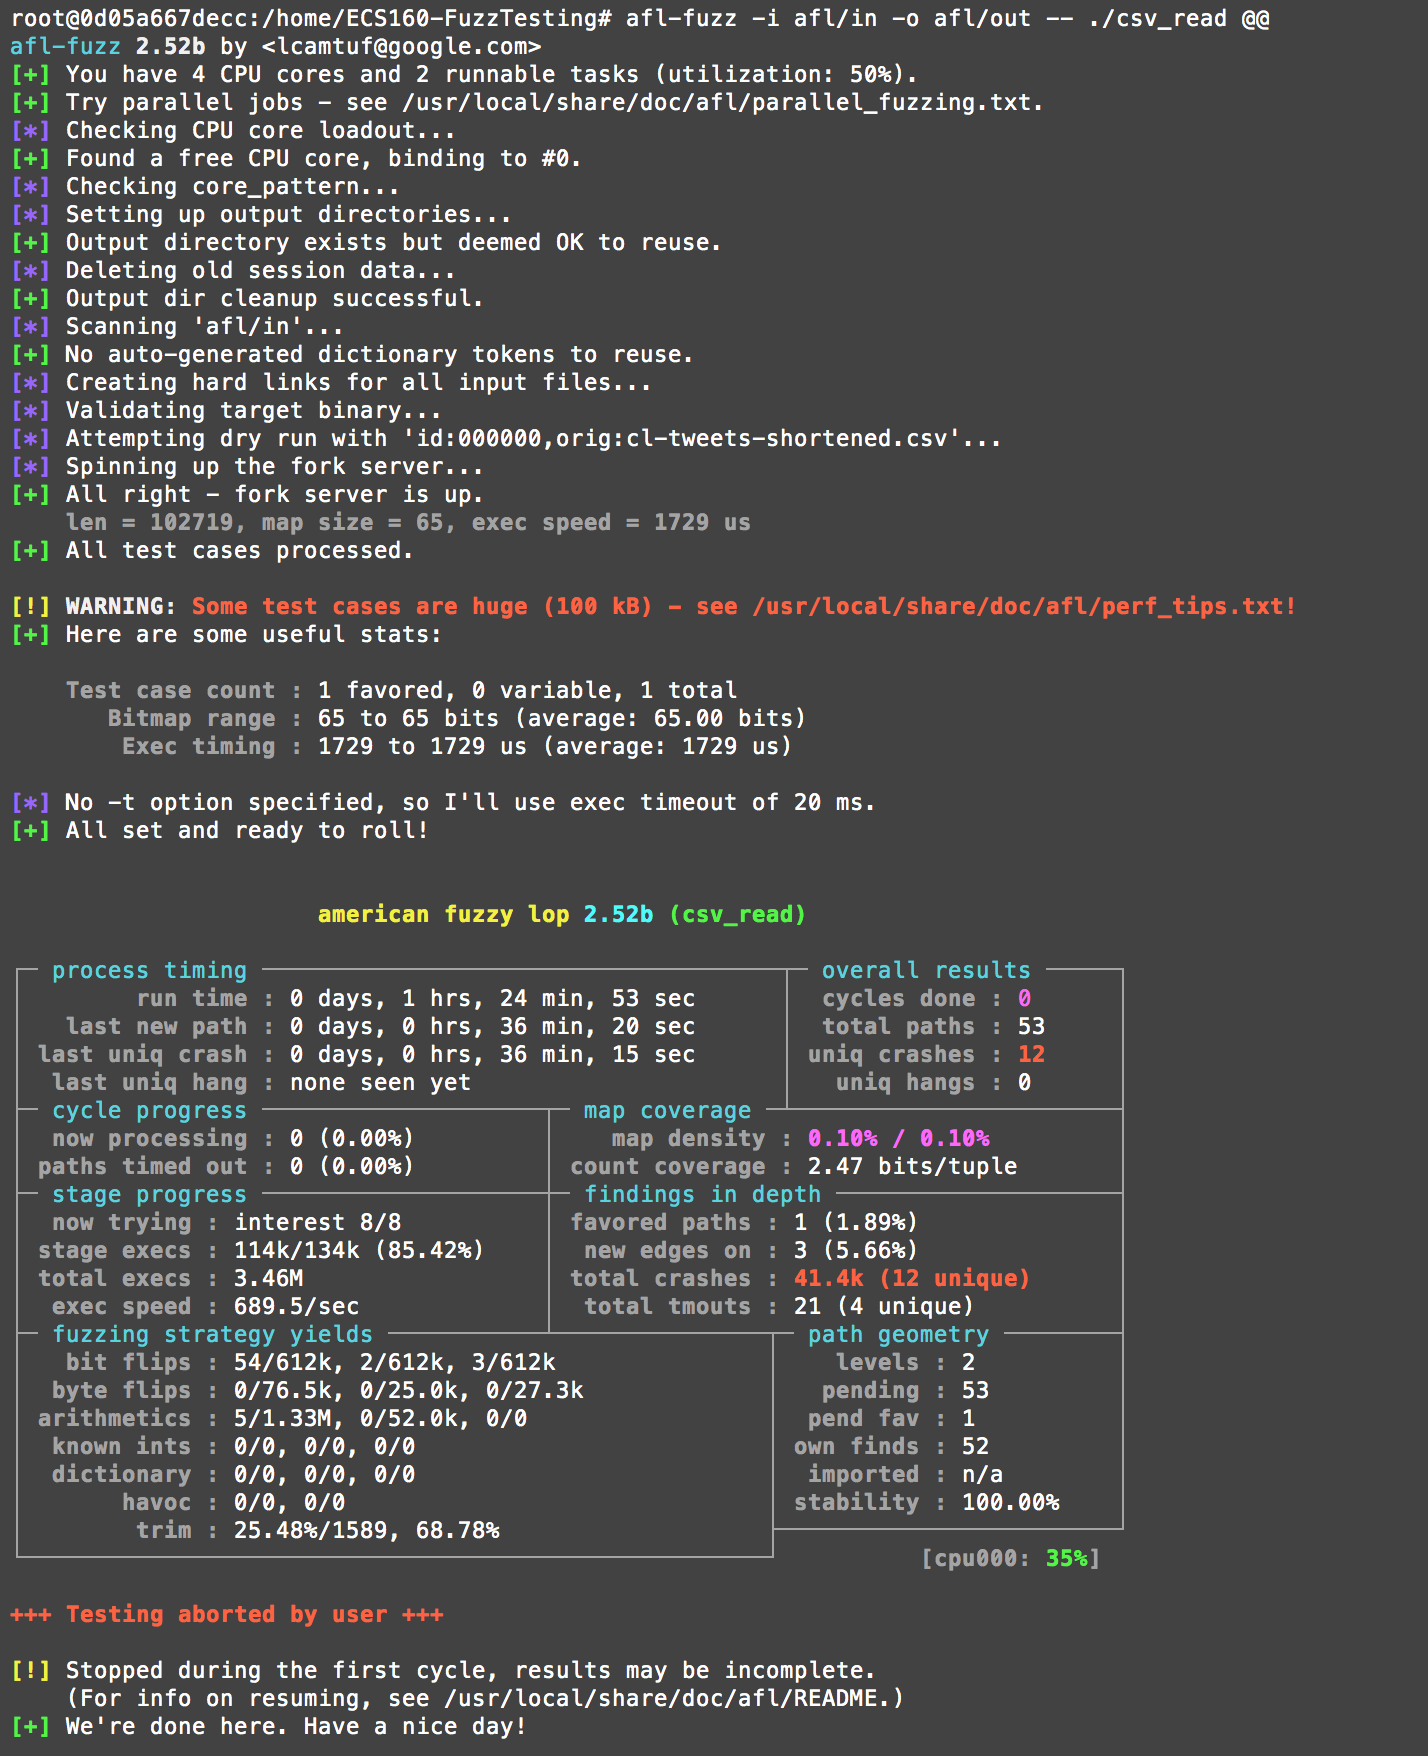 root@0d05a667decc:/home/ECS160-FuzzTesting# afl-fuzz -i afl/in -o afl/out -- ./csv_read @@
afl-fuzz 2.52b by <lcamtuf@google.com>
[+] You have 4 CPU cores and 2 runnable tasks (utilization: 50%).
[+] Try parallel jobs - see /usr/local/share/doc/afl/parallel_fuzzing.txt.
[*] Checking CPU core loadout...
[+] Found a free CPU core, binding to #0.
[*] Checking core_pattern...
[*] Setting up output directories...
[+] Output directory exists but deemed OK to reuse.
[*] Deleting old session data...
[+] Output dir cleanup successful.
[*] Scanning 'afl/in'...
[+] No auto-generated dictionary tokens to reuse.
[*] Creating hard links for all input files...
[*] Validating target binary...
[*] Attempting dry run with 'id:000000,orig:cl-tweets-shortened.csv'...
[*] Spinning up the fork server...
[+] All right - fork server is up.
len = 102719, map size = 65, exec speed = 1729 us
[+] All test cases processed.
[!] WARNING: Some test cases are huge (100 kB) - see /usr/local/share/doc/afl/perf_tips.txt!
[+] Here are some useful stats:
Test case count : 1 favored, 0 variable, 1 total
Bitmap range : 65 to 65 bits (average: 65.00 bits)
Exec timing : 1729 to 1729 us (average: 1729 us)
[*] No -t option specified, so I'll use exec timeout of 20 ms.
[+] All set and ready to roll!
american fuzzy lop 2.52b (csv_read)
process timing overall results
run time : 0 days, 1 hrs, 24 min, 53 sec cycles done : 0
last new path : 0 days, 0 hrs, 36 min, 20 sec total paths : 53
last uniq crash : 0 days, 0 hrs, 36 min, 15 sec uniq crashes : 12
last uniq hang : none seen yet uniq hangs : 0
cycle progress map coverage
now processing : 0 (0.00%) map density : 0.10% / 0.10%
paths timed out : 0 (0.00%) count coverage : 2.47 bits/tuple
stage progress findings in depth
now trying : interest 8/8 favored paths : 1 (1.89%)
stage execs : 114k/134k (85.42%) new edges on : 3 (5.66%)
total execs : 3.46M total crashes : 41.4k (12 unique)
exec speed : 689.5/sec total tmouts : 21 (4 unique)
fuzzing strategy yields path geometry
bit flips : 54/612k, 2/612k, 3/612k levels : 2
byte flips : 0/76.5k, 0/25.0k, 0/27.3k pending : 53
arithmetics : 5/1.33M, 0/52.0k, 0/0 pend fav : 1
known ints : 0/0, 0/0, 0/0 own finds : 52
dictionary : 0/0, 0/0, 0/0 imported : n/a
havoc : 0/0, 0/0 stability : 100.00%
trim : 25.48%/1589, 68.78%
[cpu000: 35%]
+++ Testing aborted by user +++
[!] Stopped during the first cycle, results may be incomplete.
(For info on resuming, see /usr/local/share/doc/afl/README.)
[+] We're done here. Have a nice day!